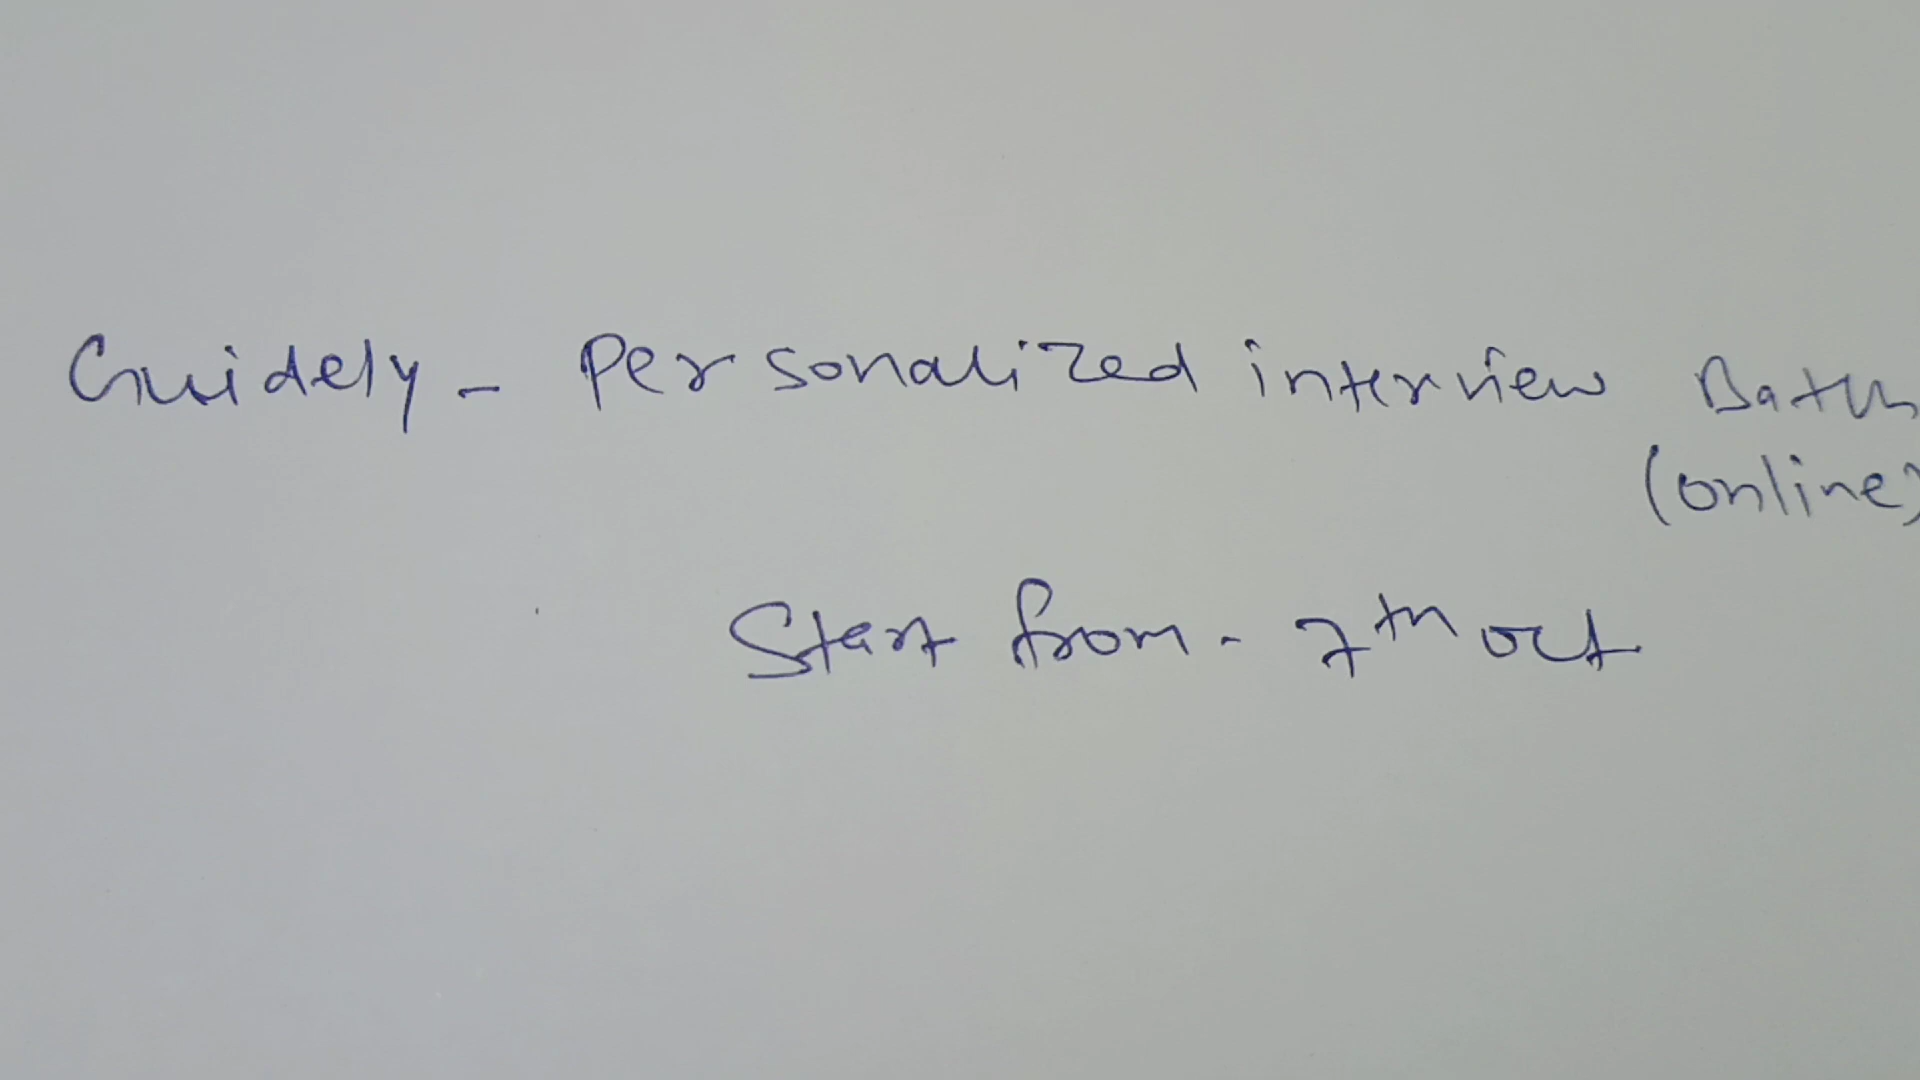 Guidely - Personalized interview Batch
(online)
Start from - 7th oct